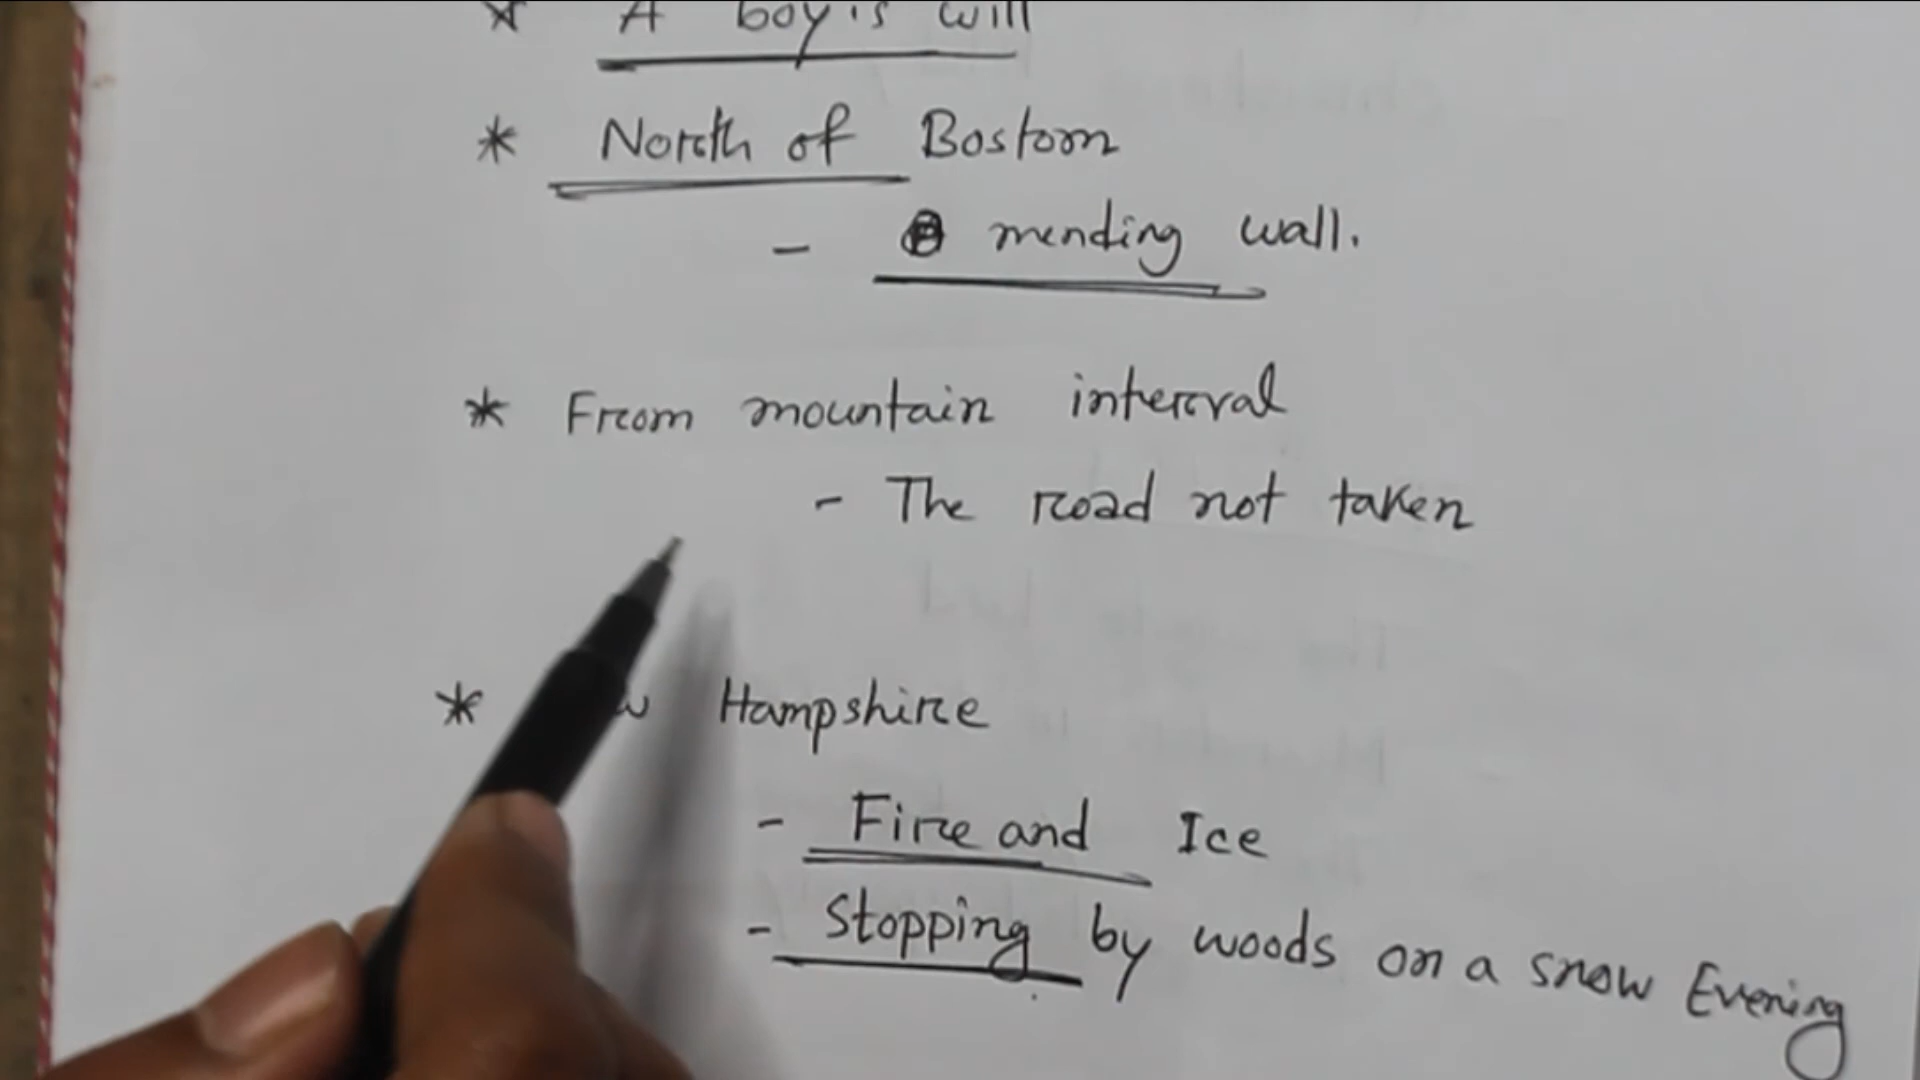 * A boy's will
* North of Boston
- mending wall.
* From mountain interval
- The road not taken
* Hampshire
- Fire and Ice
- Stopping by woods on a snow Evening